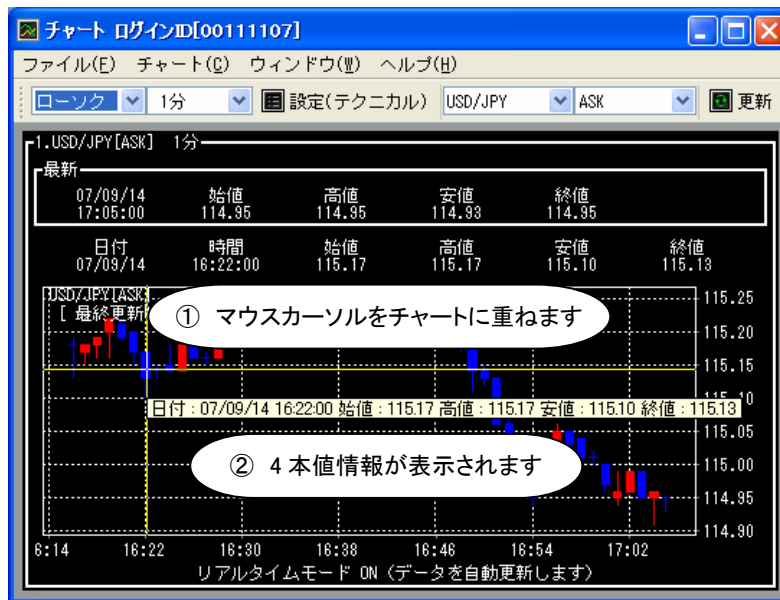 チャート ログインID[00111107]
ファイル(F) チャート(C) ウィンドウ(W) ヘルプ(H)
ローソク 1分 設定(テクニカル) USD/JPY ASK 更新
1.USD/JPY[ASK] 1分
最新
07/09/14 始値 高値 安値 終値
17:05:00 114.95 114.95 114.93 114.95
日付 時間 始値 高値 安値 終値
07/09/14 16:22:00 115.17 115.17 115.10 115.13
USD/JPY[ASK
[ 最終更新
① マウスカーソルをチャートに重ねます
115.25
115.20
115.15
115.10
日付 : 07/09/14 16:22:00 始値 : 115.17 高値 : 115.17 安値 : 115.10 終値 : 115.13
115.05
② 4本値情報が表示されます
115.00
114.95
114.90
6:14 16:22 16:30 16:38 16:46 16:54 17:02
リアルタイムモード ON (データを自動更新します)